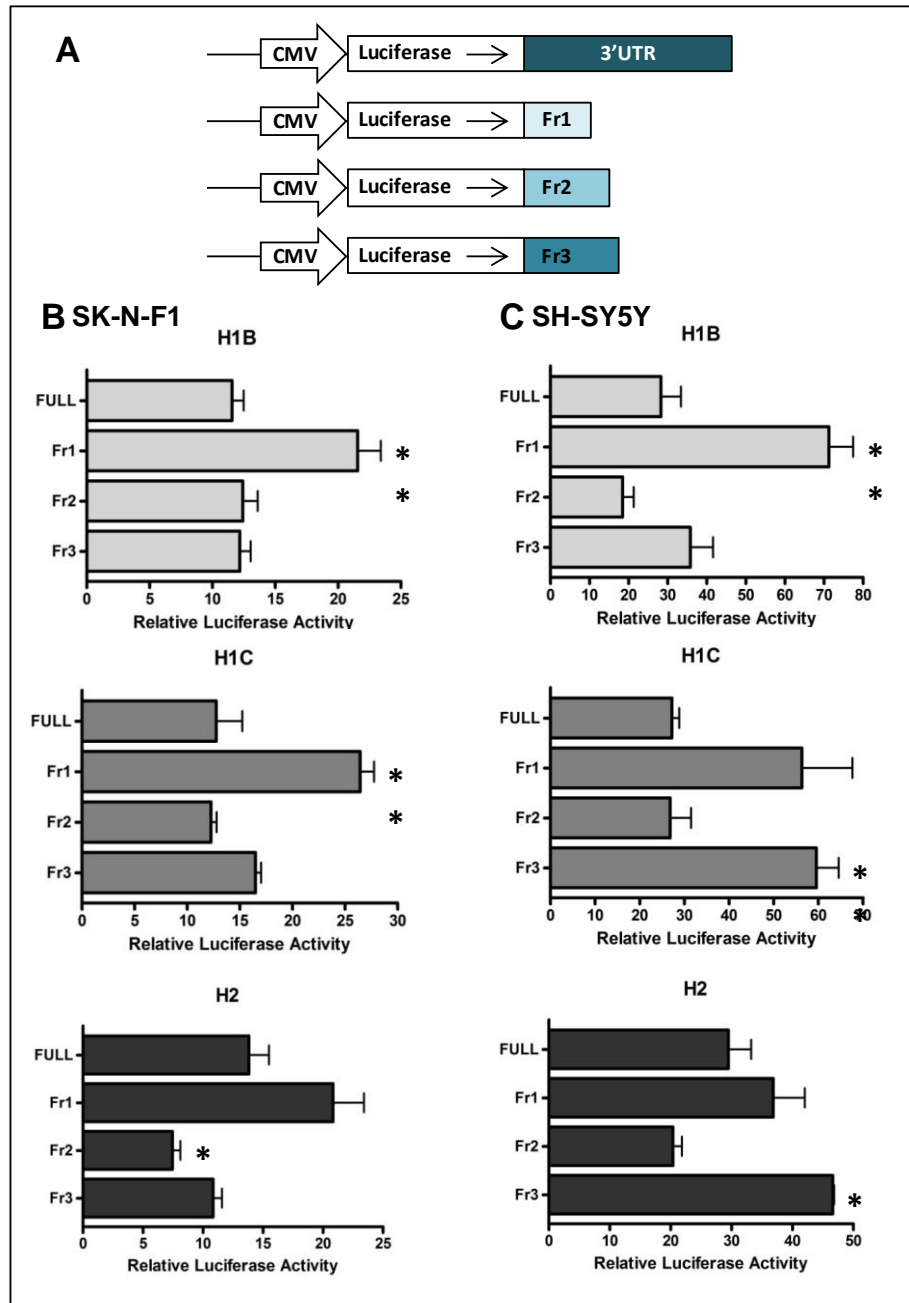 A
CMV Luciferase 3'UTR
CMV Luciferase Fr1
CMV Luciferase Fr2
CMV Luciferase Fr3
B SK-N-F1
H1B
FULL
Fr1 *
Fr2 *
Fr3
0 5 10 15 20 25
Relative Luciferase Activity
H1C
FULL
Fr1 *
Fr2 *
Fr3
0 5 10 15 20 25 30
Relative Luciferase Activity
H2
FULL
Fr1
Fr2 *
Fr3
0 5 10 15 20 25
Relative Luciferase Activity
C SH-SY5Y
H1B
FULL
Fr1 *
Fr2 *
Fr3
0 10 20 30 40 50 60 70 80
Relative Luciferase Activity
H1C
FULL
Fr1
Fr2
Fr3 *
0 10 20 30 40 50 60 70 *
Relative Luciferase Activity
H2
FULL
Fr1
Fr2
Fr3 *
0 10 20 30 40 50
Relative Luciferase Activity